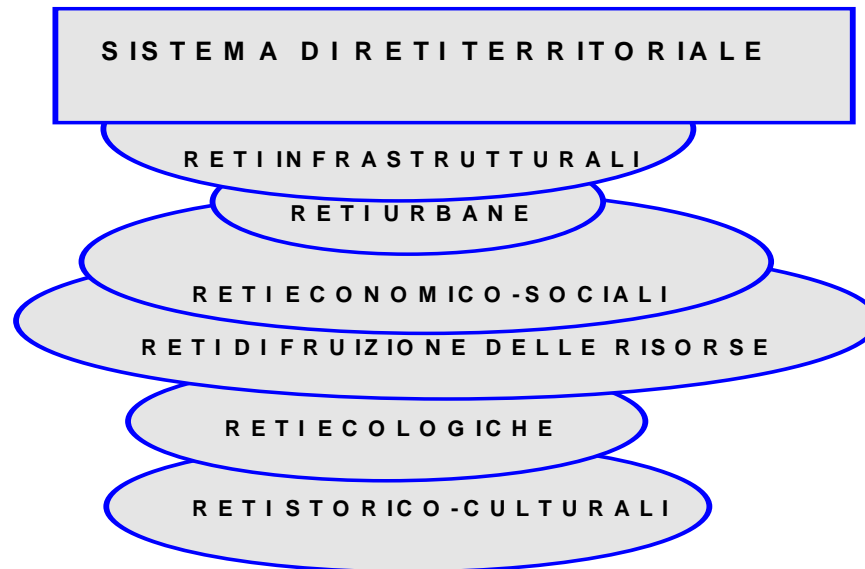 SISTEMA DI RETI TERRITORIALE
RETI INFRASTRUTTURALI
RETI URBANE
RETI ECONOMICO-SOCIALI
RETI DI FRUIZIONE DELLE RISORSE
RETI ECOLOGICHE
RETI STORICO-CULTURALI